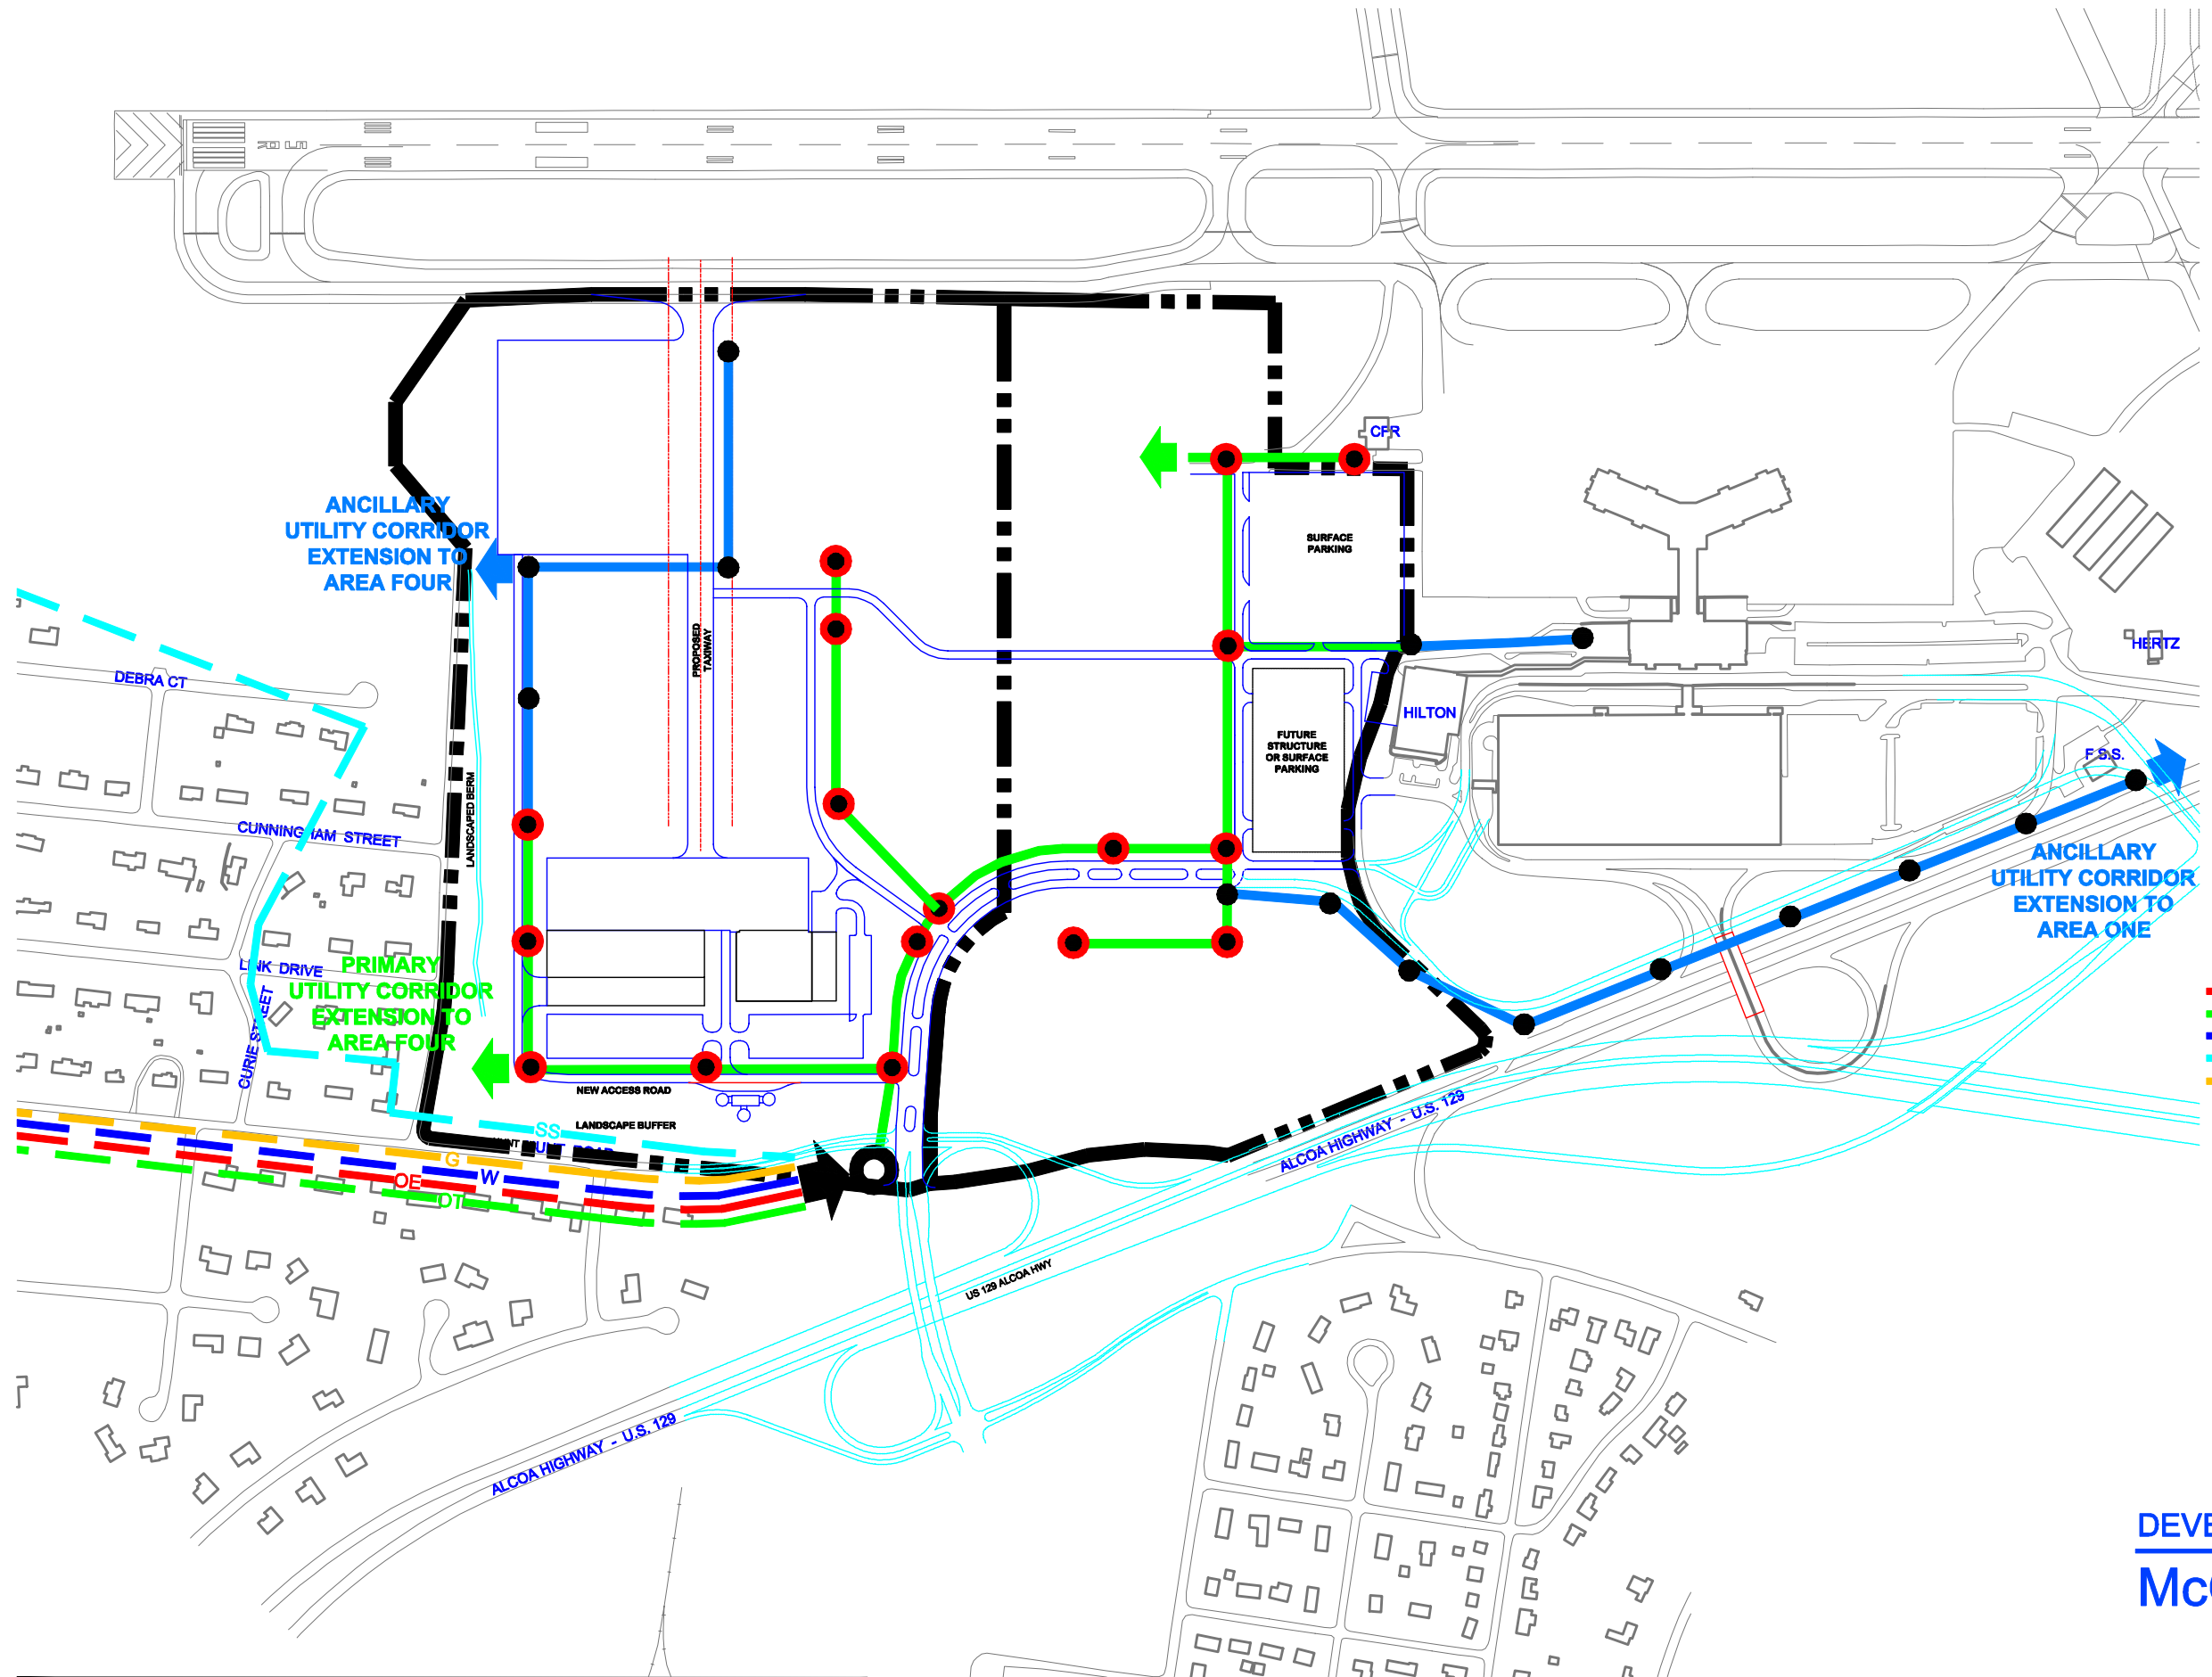 CFR
ANCILLARY
UTILITY CORRIDOR
EXTENSION TO
AREA FOUR
SURFACE
PARKING
PROPOSED
TAXIWAY
HERTZ
DEBRA CT
HILTON
FUTURE
STRUCTURE
OR SURFACE
PARKING
F.S.S.
LANDSCAPED BERM
CUNNINGHAM STREET
ANCILLARY
UTILITY CORRIDOR
EXTENSION TO
AREA ONE
LINK DRIVE
PRIMARY
UTILITY CORRIDOR
EXTENSION TO
AREA FOUR
CURIE STREET
NEW ACCESS ROAD
LANDSCAPE BUFFER
SS
G
W
OE
OT
ALCOA HIGHWAY - U.S. 129
US 129 ALCOA HWY
ALCOA HIGHWAY - U.S. 129